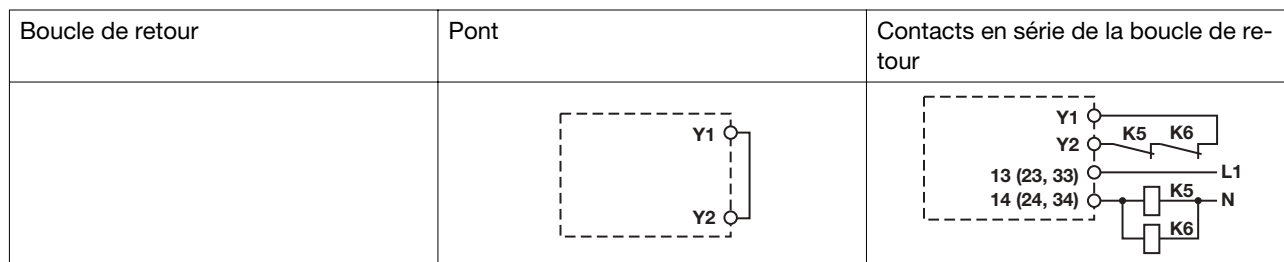 Boucle de retour
Pont
Contacts en série de la boucle de re-
tour
Y1
Y2
Y1
Y2
K5 K6
13 (23, 33)
L1
14 (24, 34)
K5
N
K6